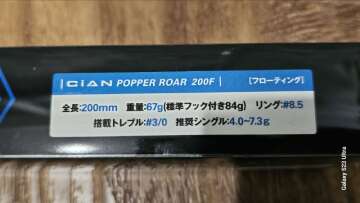 CIAN POPPER ROAR 200F [フローティング]
全長:200mm 重量:67g(標準フック付き84g) リング:#8.5
搭載トレブル:#3/0 推奨シングル:4.0~7.3g
Galaxy S23 Ultra